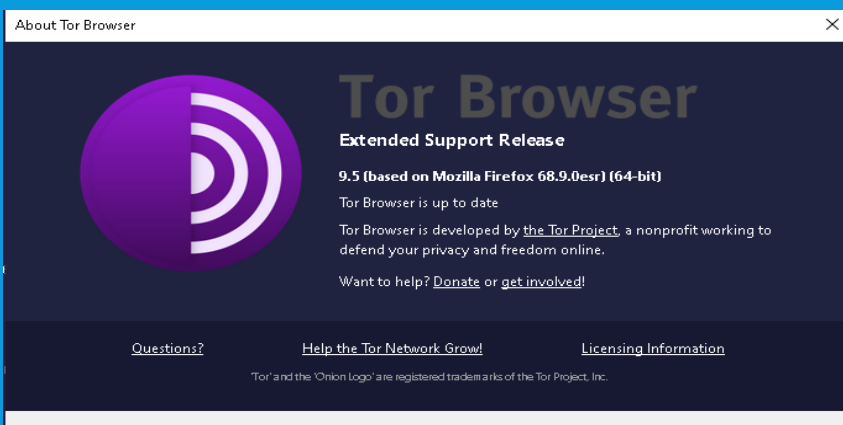 About Tor Browser
Tor Browser
Extended Support Release
9.5 (based on Mozilla Firefox 68.9.0esr) (64-bit)
Tor Browser is up to date
Tor Browser is developed by the Tor Project, a nonprofit working to
defend your privacy and freedom online.
Want to help? Donate or get involved!
Questions? Help the Tor Network Grow! Licensing Information
'Tor' and the 'Onion Logo' are registered trademarks of the Tor Project, Inc.